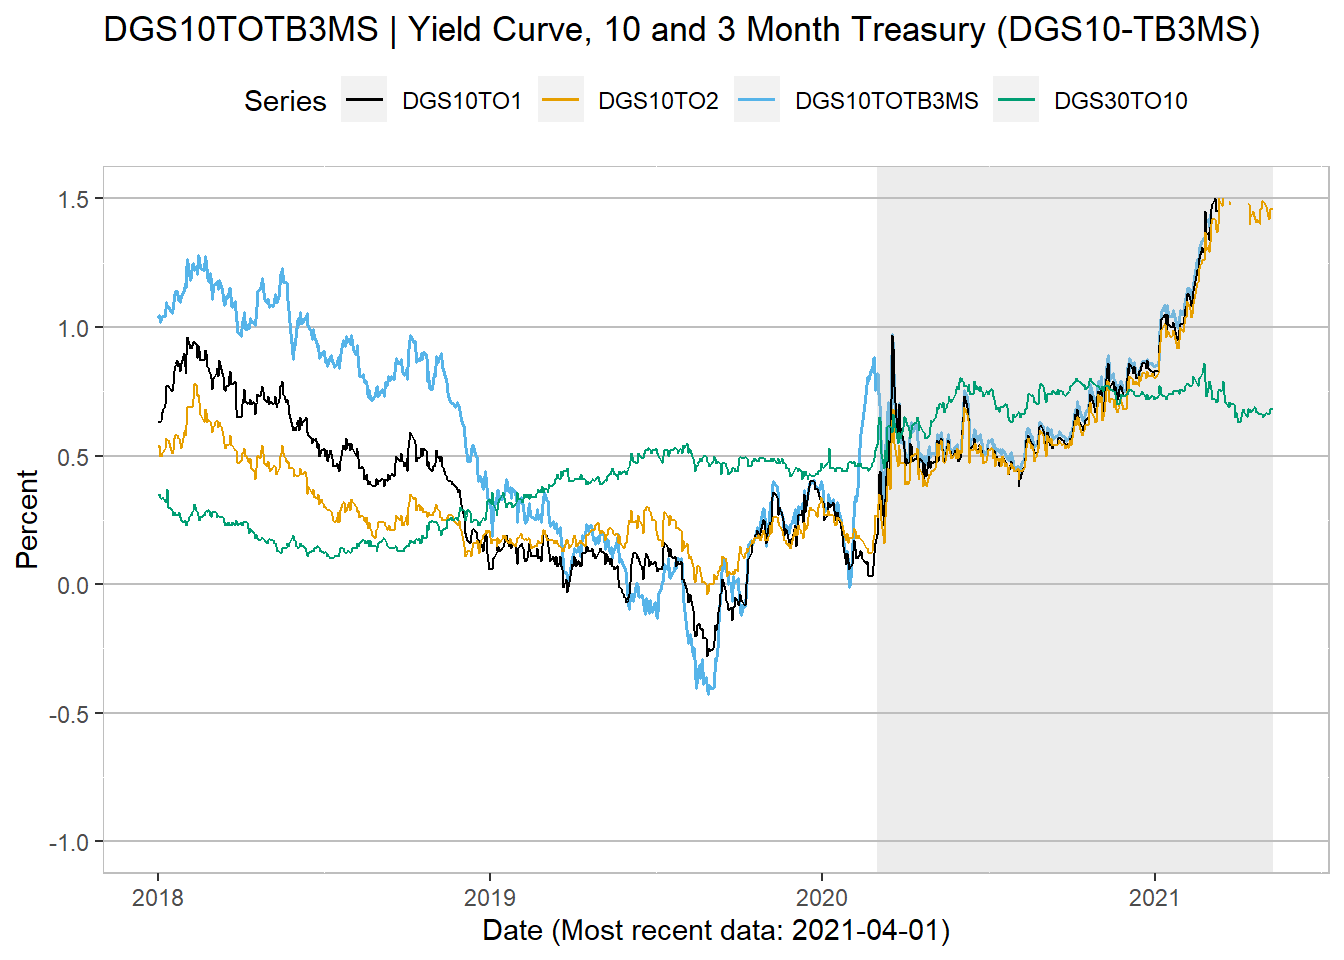 DGS10TOTB3MS | Yield Curve, 10 and 3 Month Treasury (DGS10-TB3MS)
Series DGS10TO1 DGS10TO2 DGS10TOTB3MS DGS30TO10
1.5
1.0
0.5
0.0
-0.5
-1.0
Percent
2018 2019 2020 2021
Date (Most recent data: 2021-04-01)